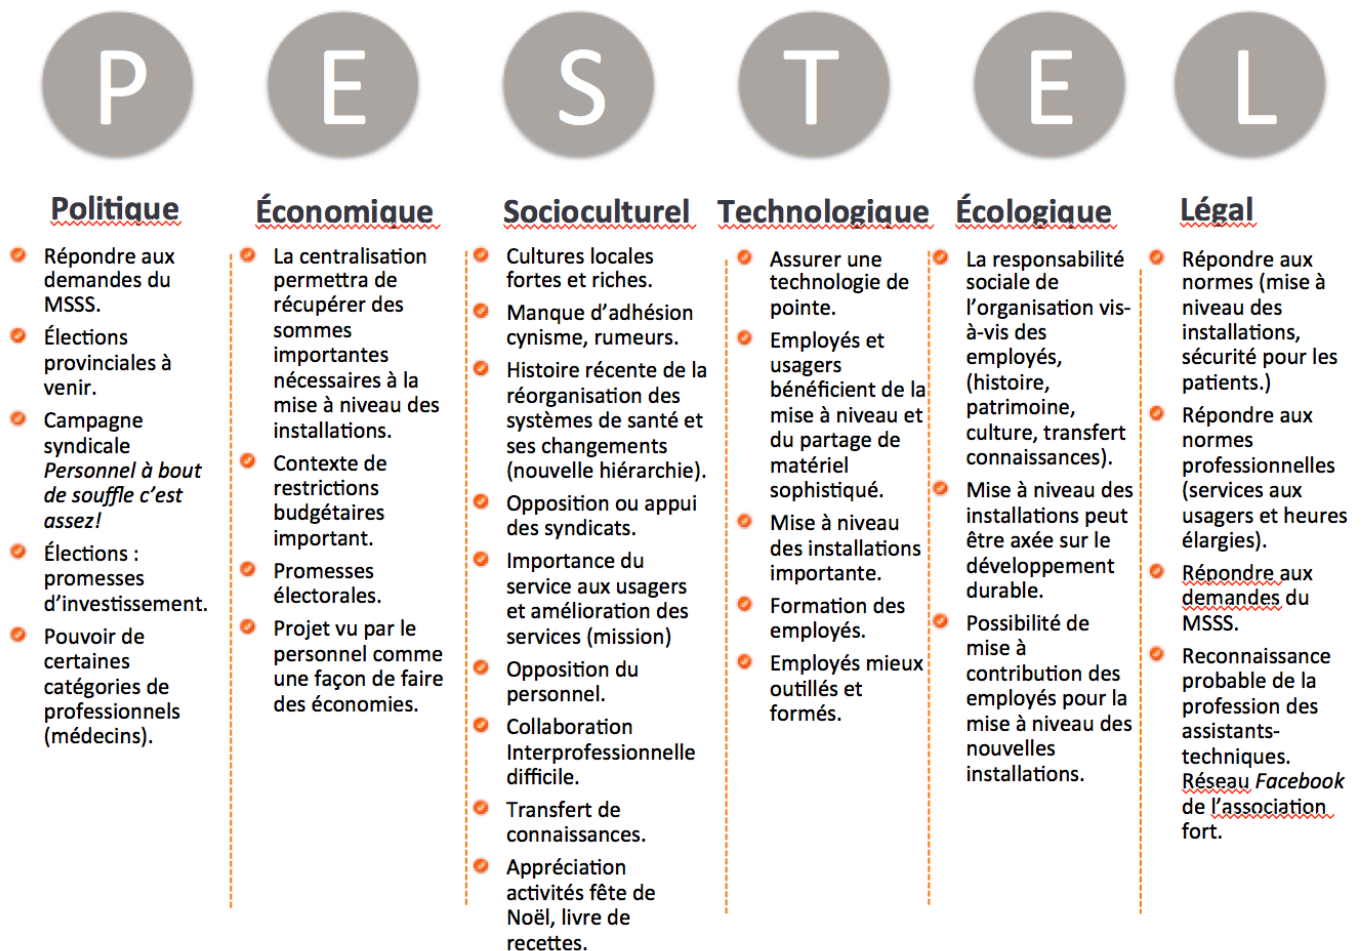 P
E
S
T
E
L
Politique
Répondre aux
demandes du
MSSS.
Élections
provinciales à
venir.
Campagne
syndicale
Personnel à bout
de souffle c’est
assez!
Élections :
promesses
d’investissement.
Pouvoir de
certaines
catégories de
professionnels
(médecins).
Économique
La centralisation
permettra de
récupérer des
sommes
importantes
nécessaires à la
mise à niveau des
installations.
Contexte de
restrictions
budgétaires
important.
Promesses
électorales.
Projet vu par le
personnel comme
une façon de faire
des économies.
Socioculturel
Cultures locales
fortes et riches.
Manque d’adhésion
cynisme, rumeurs.
Histoire récente de la
réorganisation des
systèmes de santé et
ses changements
(nouvelle hiérarchie).
Opposition ou appui
des syndicats.
Importance du
service aux usagers
et amélioration des
services (mission)
Opposition du
personnel.
Collaboration
Interprofessionnelle
difficile.
Transfert de
connaissances.
Appréciation
activités fête de
Noël, livre de
recettes.
Technologique
Assurer une
technologie de
pointe.
Employés et
usagers
bénéficient de la
mise à niveau et
du partage de
matériel
sophistiqué.
Mise à niveau
des installations
importante.
Formation des
employés.
Employés mieux
outillés et
formés.
Écologique
La responsabilité
sociale de
l’organisation vis-
à-vis des
employés,
(histoire,
patrimoine,
culture, transfert
connaissances).
Mise à niveau des
installations peut
être axée sur le
développement
durable.
Possibilité de
mise à
contribution des
employés pour la
mise à niveau des
nouvelles
installations.
Légal
Répondre aux
normes (mise à
niveau des
installations,
sécurité pour les
patients.)
Répondre aux
normes
professionnelles
(services aux
usagers et heures
élargies).
Répondre aux
demandes du
MSSS.
Reconnaissance
probable de la
profession des
assistants-
techniques.
Réseau Facebook
de l’association
fort.